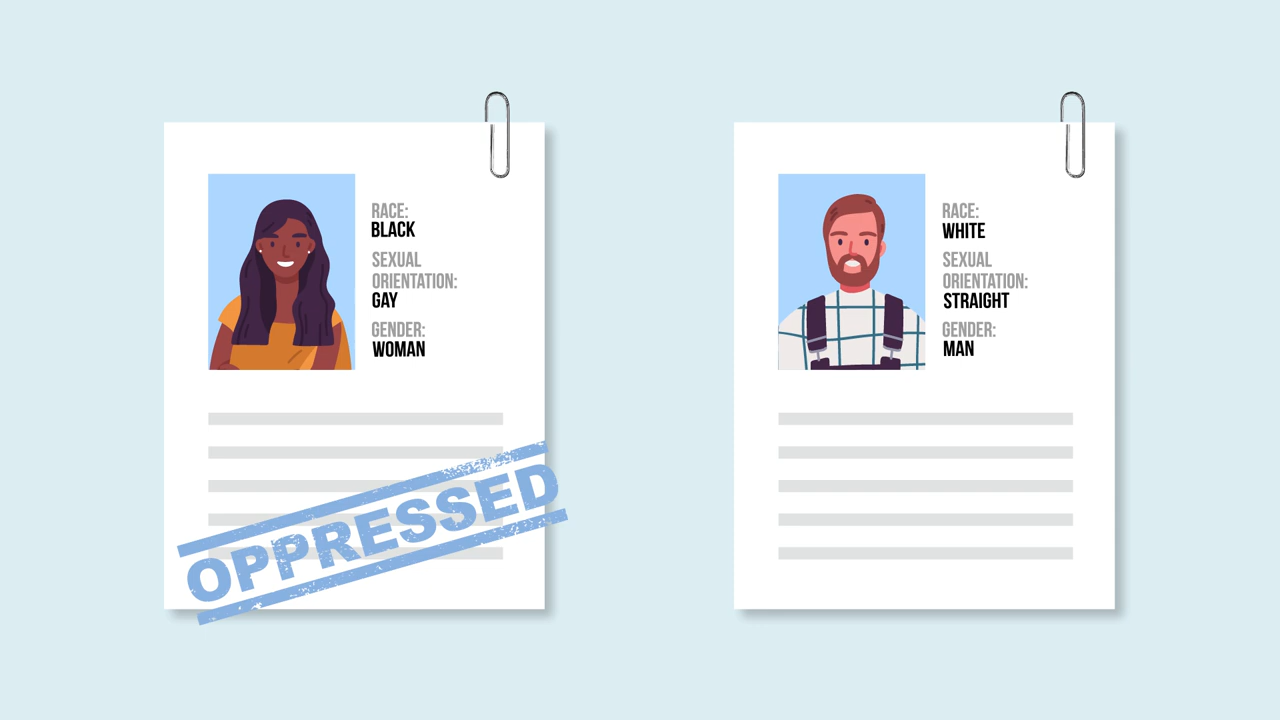 RACE:
BLACK
SEXUAL
ORIENTATION:
GAY
GENDER:
WOMAN
OPPRESSED
RACE:
WHITE
SEXUAL
ORIENTATION:
STRAIGHT
GENDER:
MAN